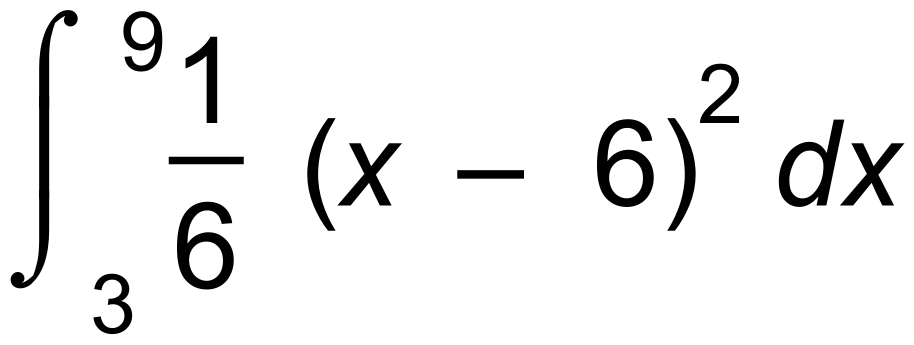 ∫₃⁹ 1/6 (x – 6)² dx